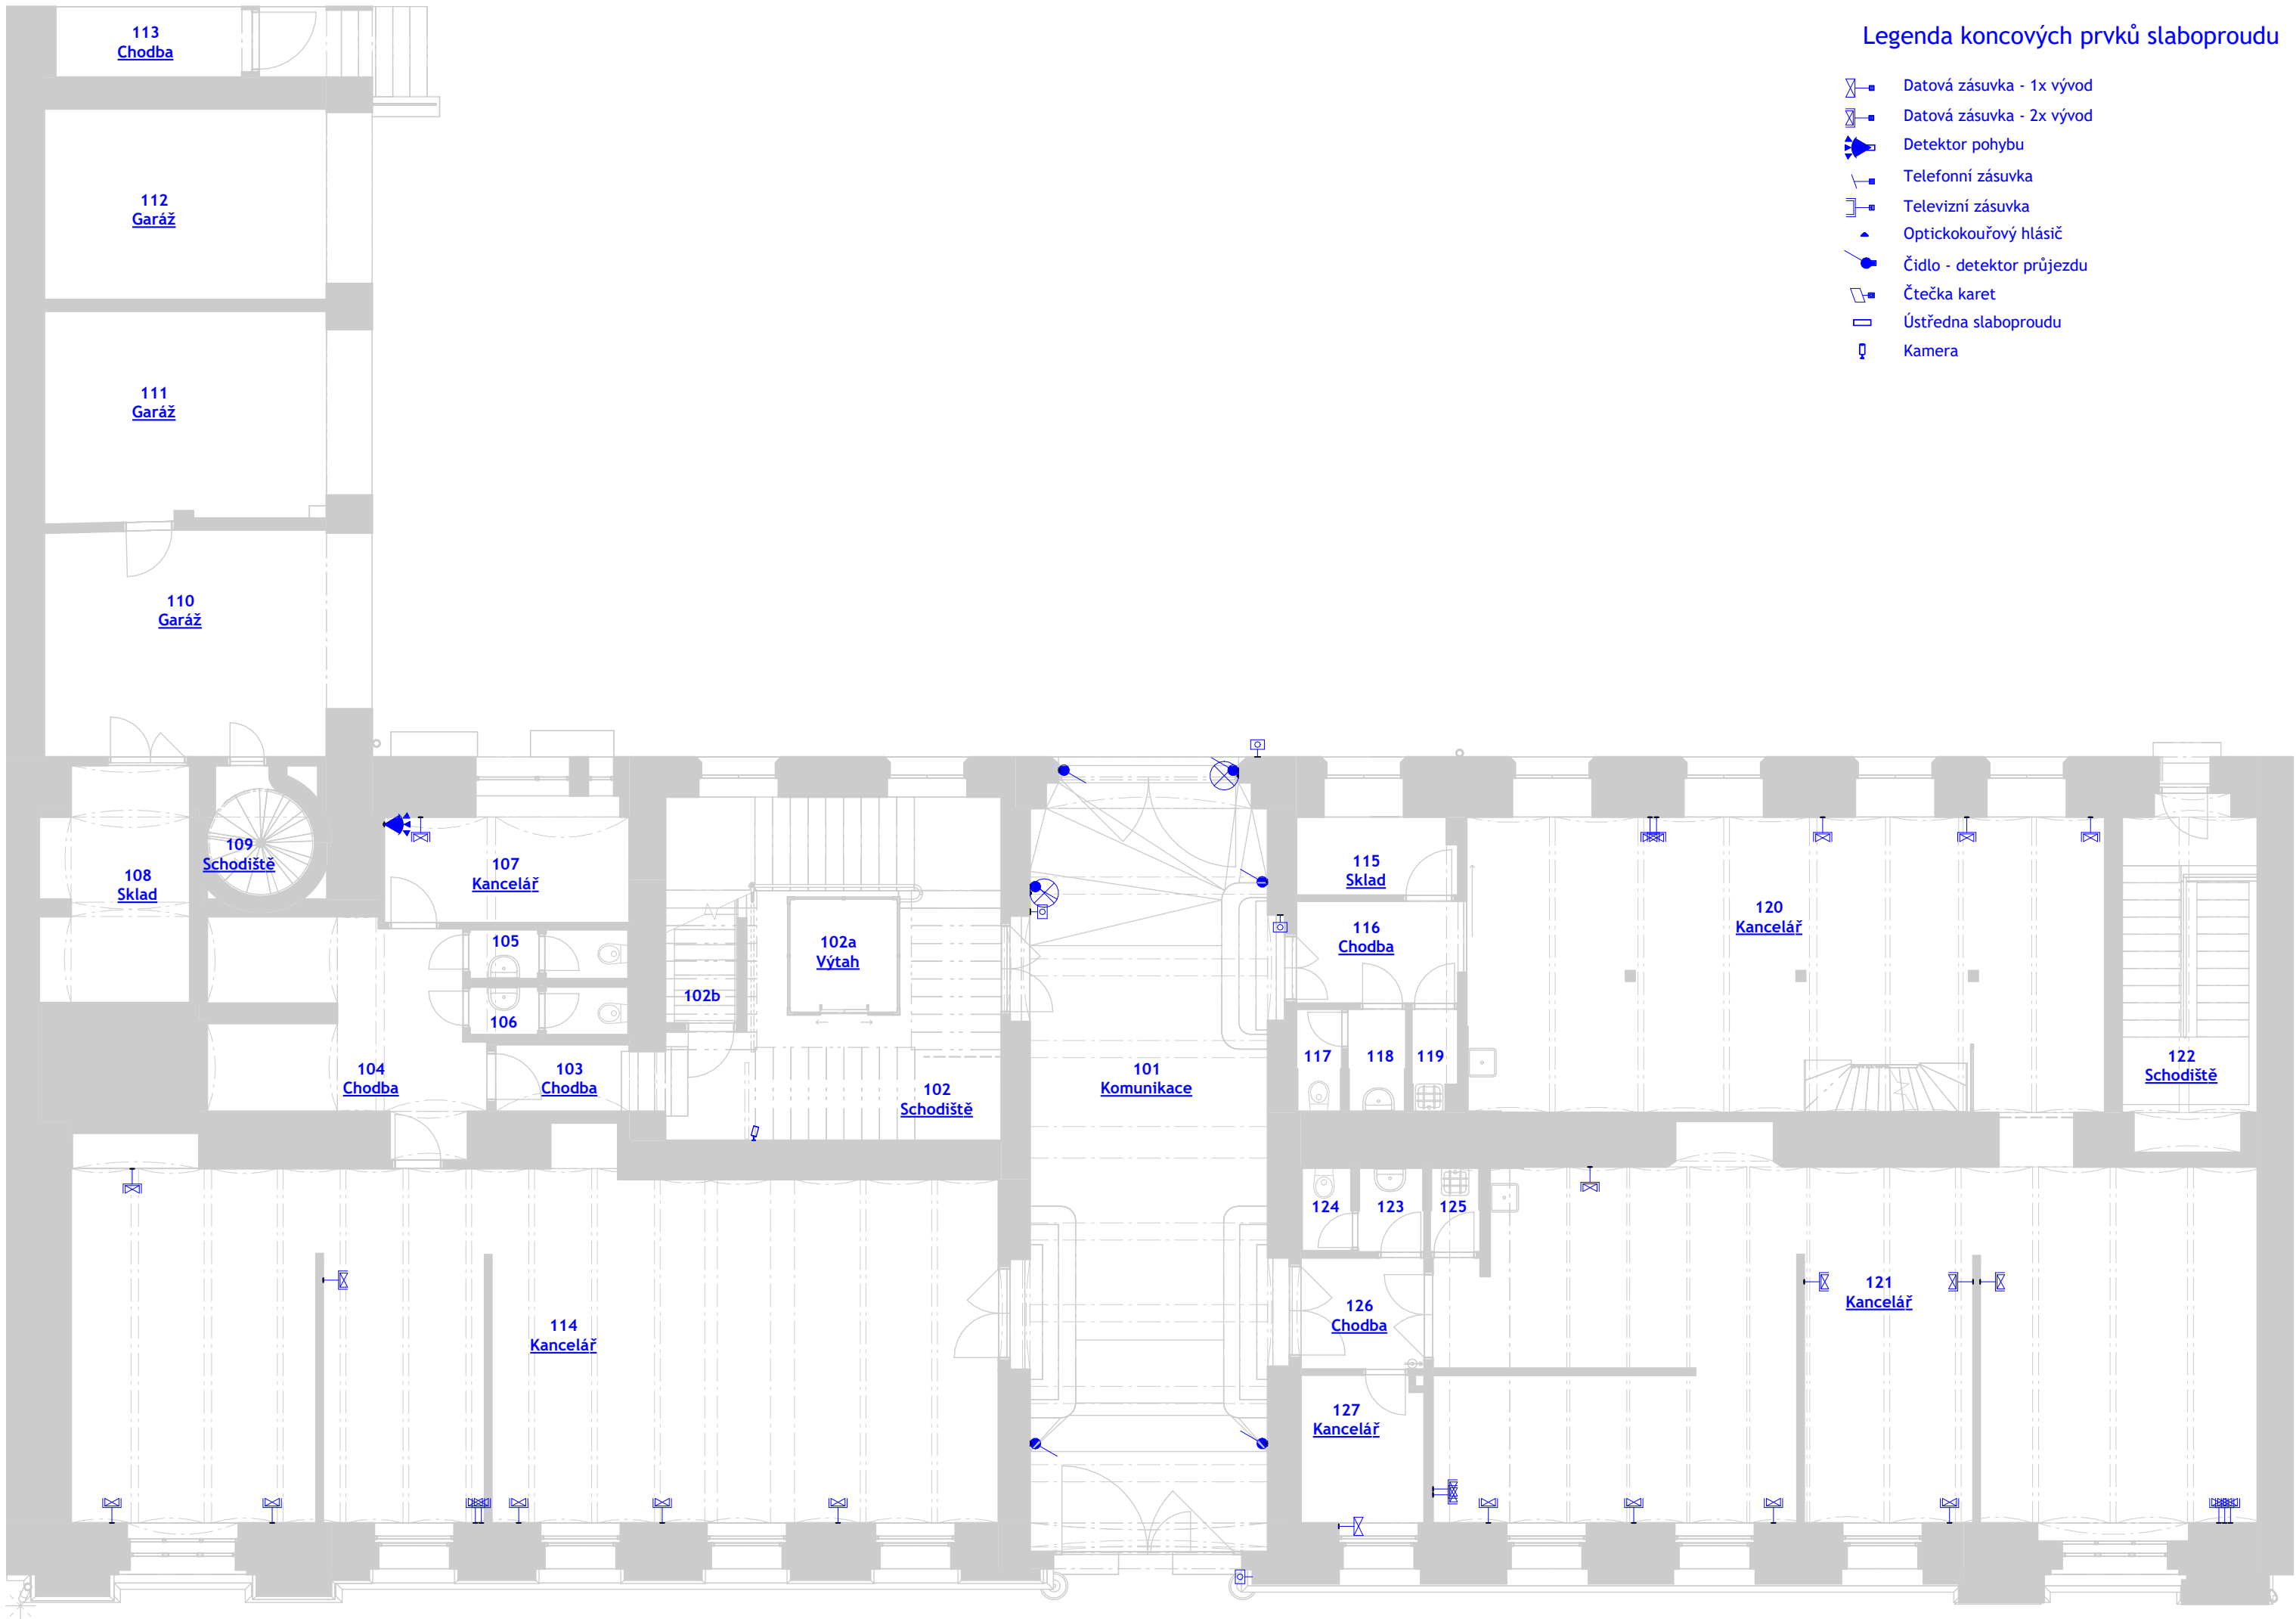 Legenda koncových prvků slaboproudu
Datová zásuvka - 1x vývod
Datová zásuvka - 2x vývod
Detektor pohybu
Telefonní zásuvka
Televizní zásuvka
Optickokouřový hlásič
Čidlo - detektor průjezdu
Čtečka karet
Ústředna slaboproudu
Kamera
113
Chodba
112
Garáž
111
Garáž
110
Garáž
109
Schodiště
108
Sklad
107
Kancelář
105
106
104
Chodba
103
Chodba
102a
Výtah
102b
102
Schodiště
101
Komunikace
115
Sklad
116
Chodba
117
118
119
120
Kancelář
122
Schodiště
124
123
125
121
Kancelář
126
Chodba
127
Kancelář
114
Kancelář